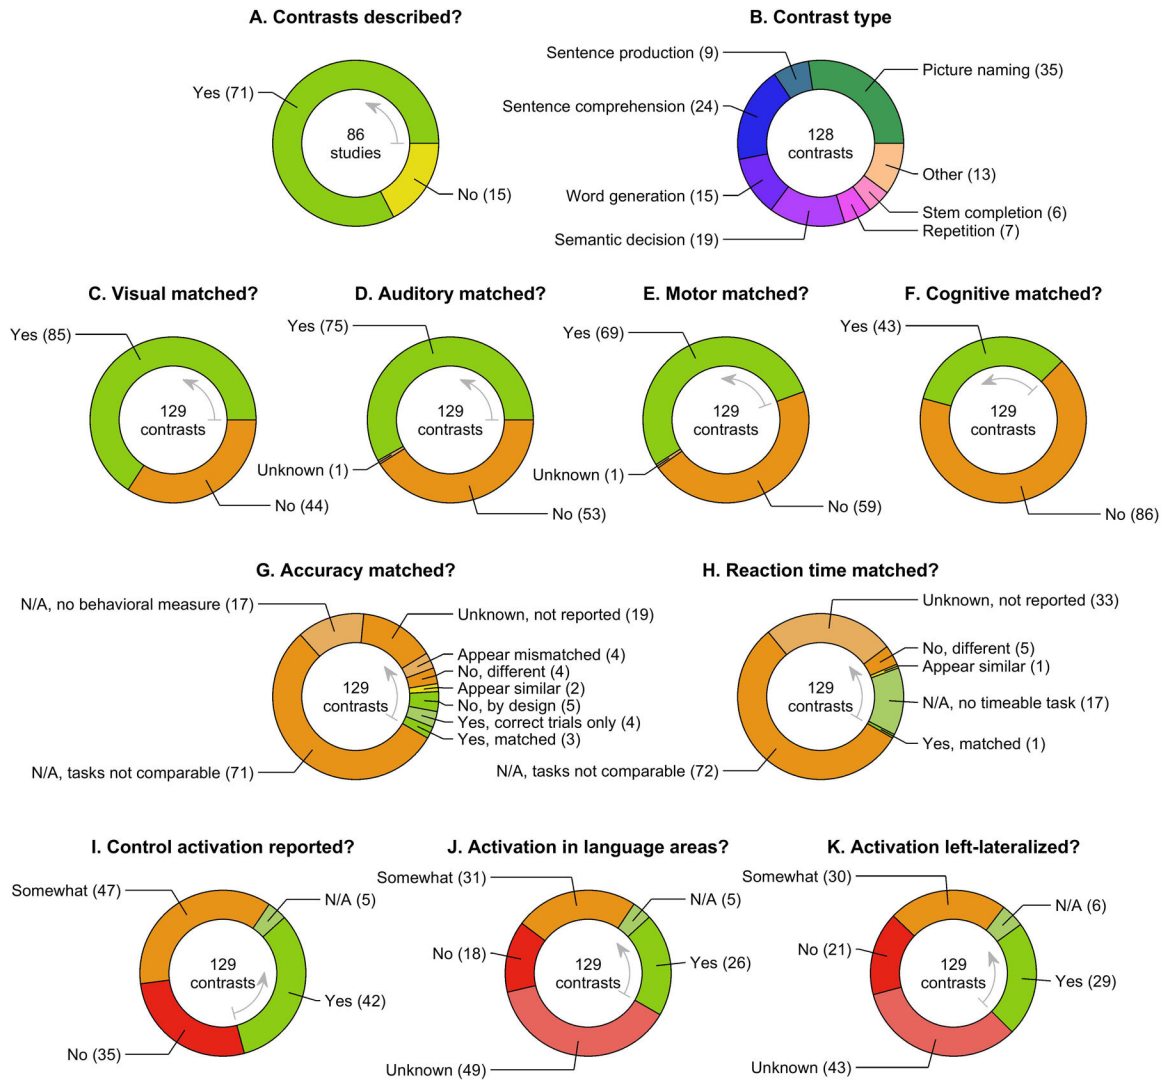 A. Contrasts described?
Yes (71)
86
studies
No (15)
B. Contrast type
Sentence production (9)
Picture naming (35)
Sentence comprehension (24)
128
contrasts
Other (13)
Word generation (15)
Stem completion (6)
Repetition (7)
Semantic decision (19)
C. Visual matched?
Yes (85)
129
contrasts
No (44)
D. Auditory matched?
Yes (75)
129
contrasts
Unknown (1)
No (53)
E. Motor matched?
Yes (69)
129
contrasts
Unknown (1)
No (59)
F. Cognitive matched?
Yes (43)
129
contrasts
No (86)
G. Accuracy matched?
N/A, no behavioral measure (17)
Unknown, not reported (19)
Appear mismatched (4)
No, different (4)
Appear similar (2)
No, by design (5)
Yes, correct trials only (4)
Yes, matched (3)
129
contrasts
N/A, tasks not comparable (71)
H. Reaction time matched?
Unknown, not reported (33)
No, different (5)
Appear similar (1)
N/A, no timeable task (17)
Yes, matched (1)
129
contrasts
N/A, tasks not comparable (72)
I. Control activation reported?
Somewhat (47)
N/A (5)
129
contrasts
Yes (42)
No (35)
J. Activation in language areas?
Somewhat (31)
N/A (5)
No (18)
129
contrasts
Yes (26)
Unknown (49)
K. Activation left-lateralized?
Somewhat (30)
N/A (6)
No (21)
129
contrasts
Yes (29)
Unknown (43)